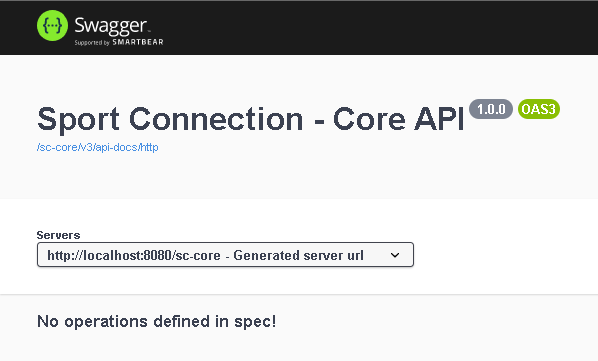 Swagger
Supported by SMARTBEAR
Sport Connection - Core API 1.0.0 OAS3
/sc-core/v3/api-docs/http
Servers
http://localhost:8080/sc-core - Generated server url
No operations defined in spec!